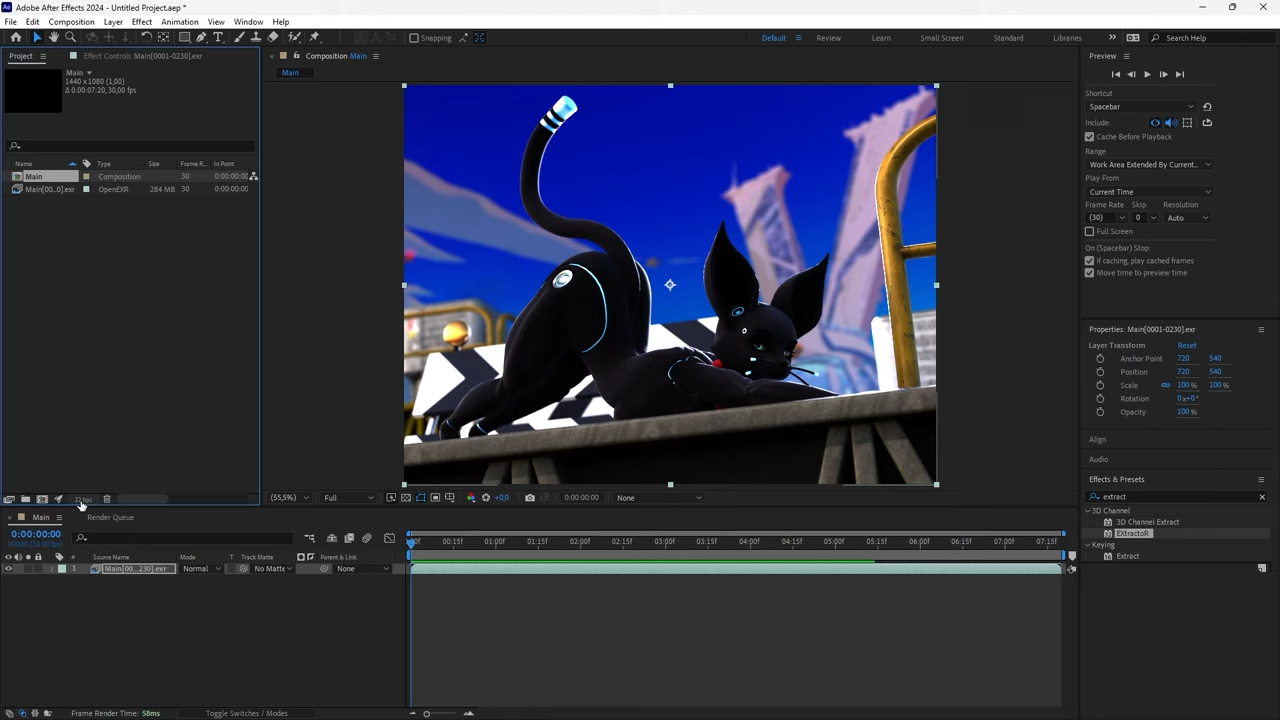 Adobe After Effects 2024 - Untitled Project.aep *
File Edit Composition Layer Effect Animation View Window Help
Snapping
Default Review Learn Small Screen Standard Libraries
Search Help
Project Effect Controls Main[0001-0230].exr
Main
1440 x 1080 (1,00)
Δ 0:00:07:20, 30,00 fps
Name Type Size Frame R... In Point
Main Composition 30 0:00:00:00
Main[00...0].exr OpenEXR 284 MB 30 0:00:00:00
32 bpc
Composition Main
Main
(55,5%) Full +0,0 0:00:00:00 None
Preview
Shortcut
Spacebar
Include:
Cache Before Playback
Range
Work Area Extended By Current...
Play From
Current Time
Frame Rate Skip Resolution
(30) 0 Auto
Full Screen
On (Spacebar) Stop:
If caching, play cached frames
Move time to preview time
Properties: Main[0001-0230].exr
Layer Transform Reset
Anchor Point 720 540
Position 720 540
Scale 100 % 100 %
Rotation 0x+0°
Opacity 100 %
Align
Audio
Effects & Presets
extract
3D Channel
3D Channel Extract
EXtractoR
Keying
Extract
Main Render Queue
0:00:00:00
# Source Name Mode T Track Matte Parent & Link
1 Main[00...230].exr Normal No Matte None
00:15f 01:00f 01:15f 02:00f 02:15f 03:00f 03:15f 04:00f 04:15f 05:00f 05:15f 06:00f 06:15f 07:00f 07:15f
Frame Render Time: 58ms Toggle Switches / Modes